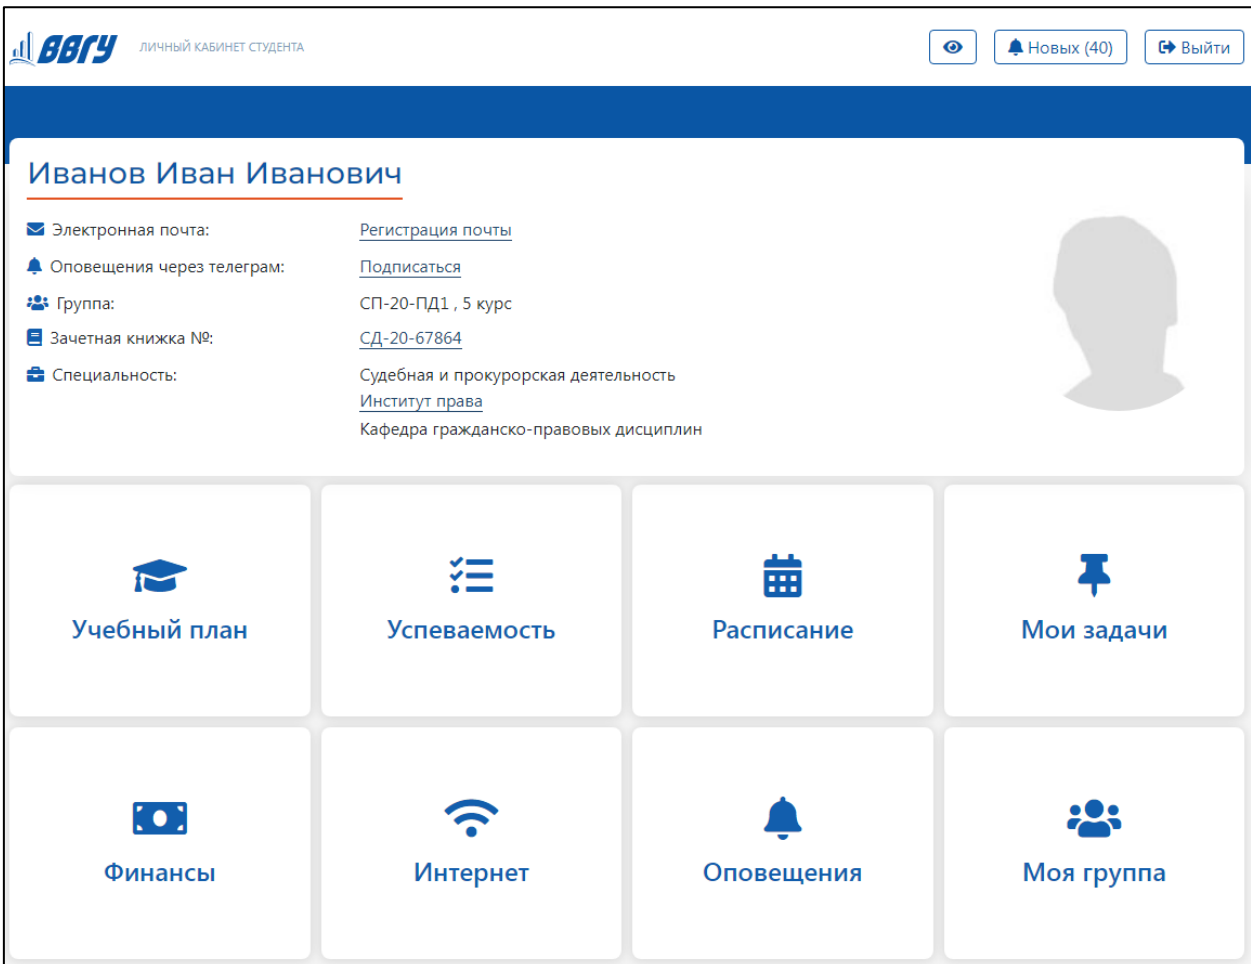 ВВГУ ЛИЧНЫЙ КАБИНЕТ СТУДЕНТА Новых (40) Выйти
Иванов Иван Иванович
Электронная почта: Регистрация почты
Оповещения через телеграм: Подписаться
Группа: СП-20-ПД1 , 5 курс
Зачетная книжка №: СД-20-67864
Специальность: Судебная и прокурорская деятельность
Институт права
Кафедра гражданско-правовых дисциплин
Учебный план Успеваемость Расписание Мои задачи
Финансы Интернет Оповещения Моя группа